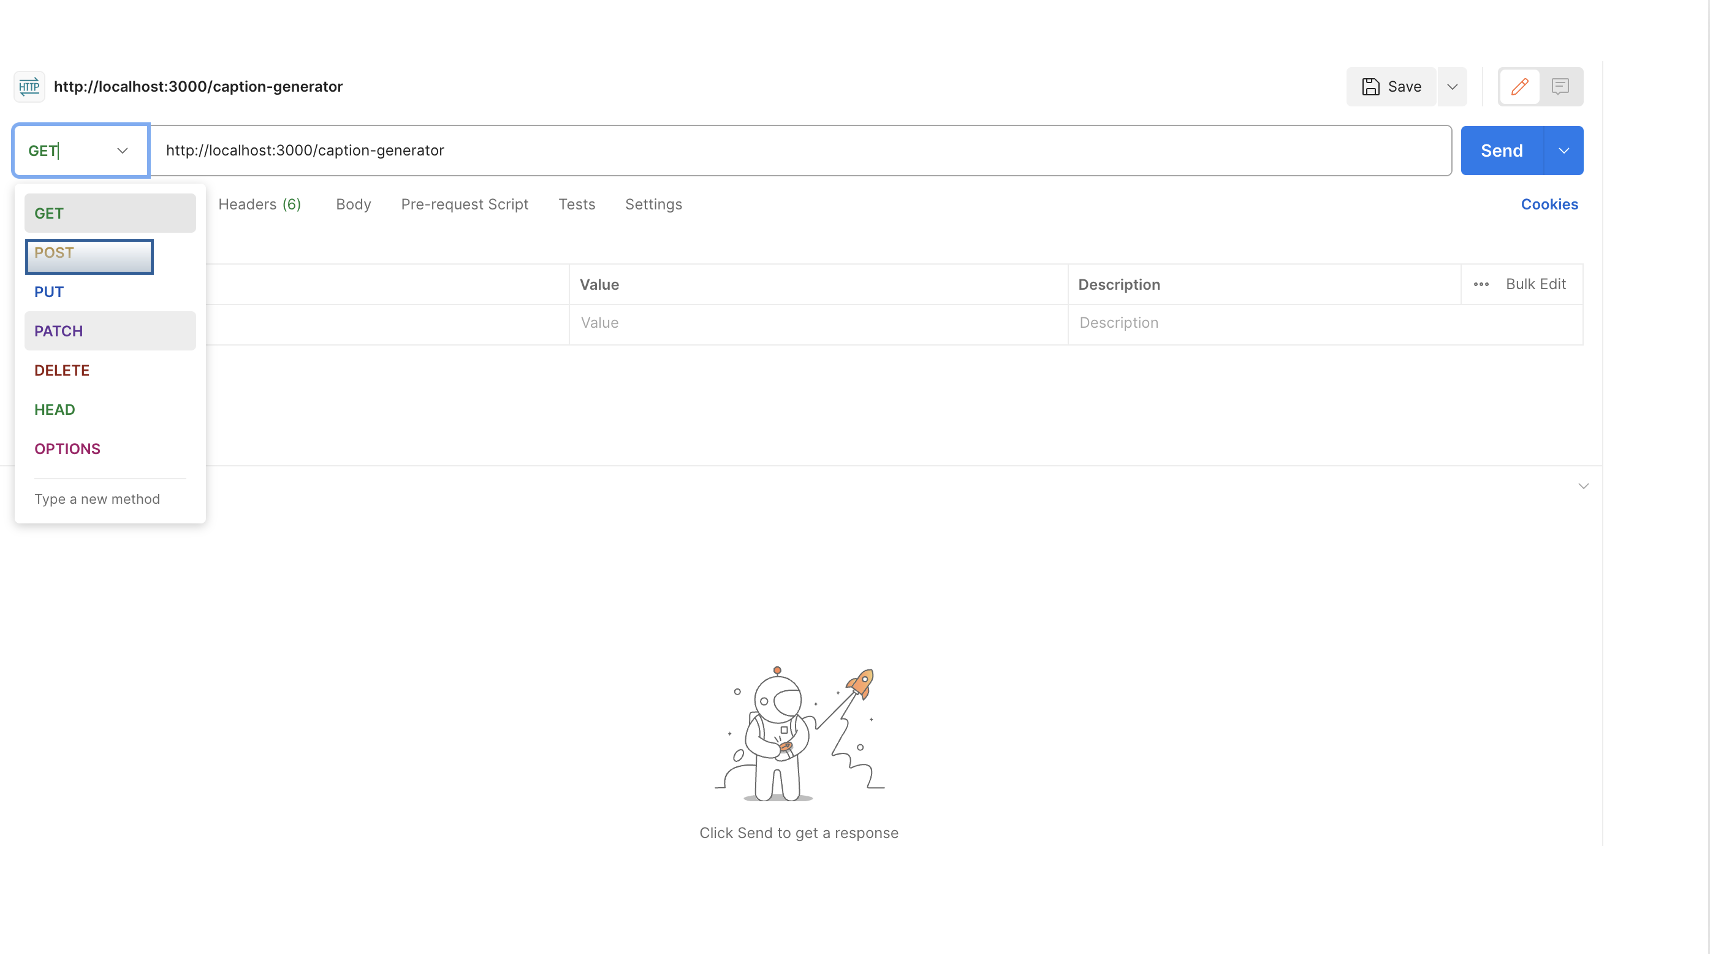 HTTP http://localhost:3000/caption-generator
Save
GET
http://localhost:3000/caption-generator
Send
Headers (6)
Body
Pre-request Script
Tests
Settings
Cookies
GET
POST
PUT
PATCH
DELETE
HEAD
OPTIONS
Type a new method
Value
Description
Bulk Edit
Value
Description
Click Send to get a response